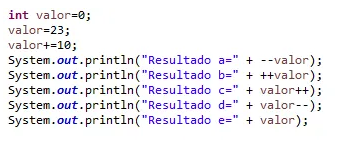 int valor=0;
valor=23;
valor+=10;
System.out.println("Resultado a=" + --valor);
System.out.println("Resultado b=" + ++valor);
System.out.println("Resultado c=" + valor++);
System.out.println("Resultado d=" + valor--);
System.out.println("Resultado e=" + valor);